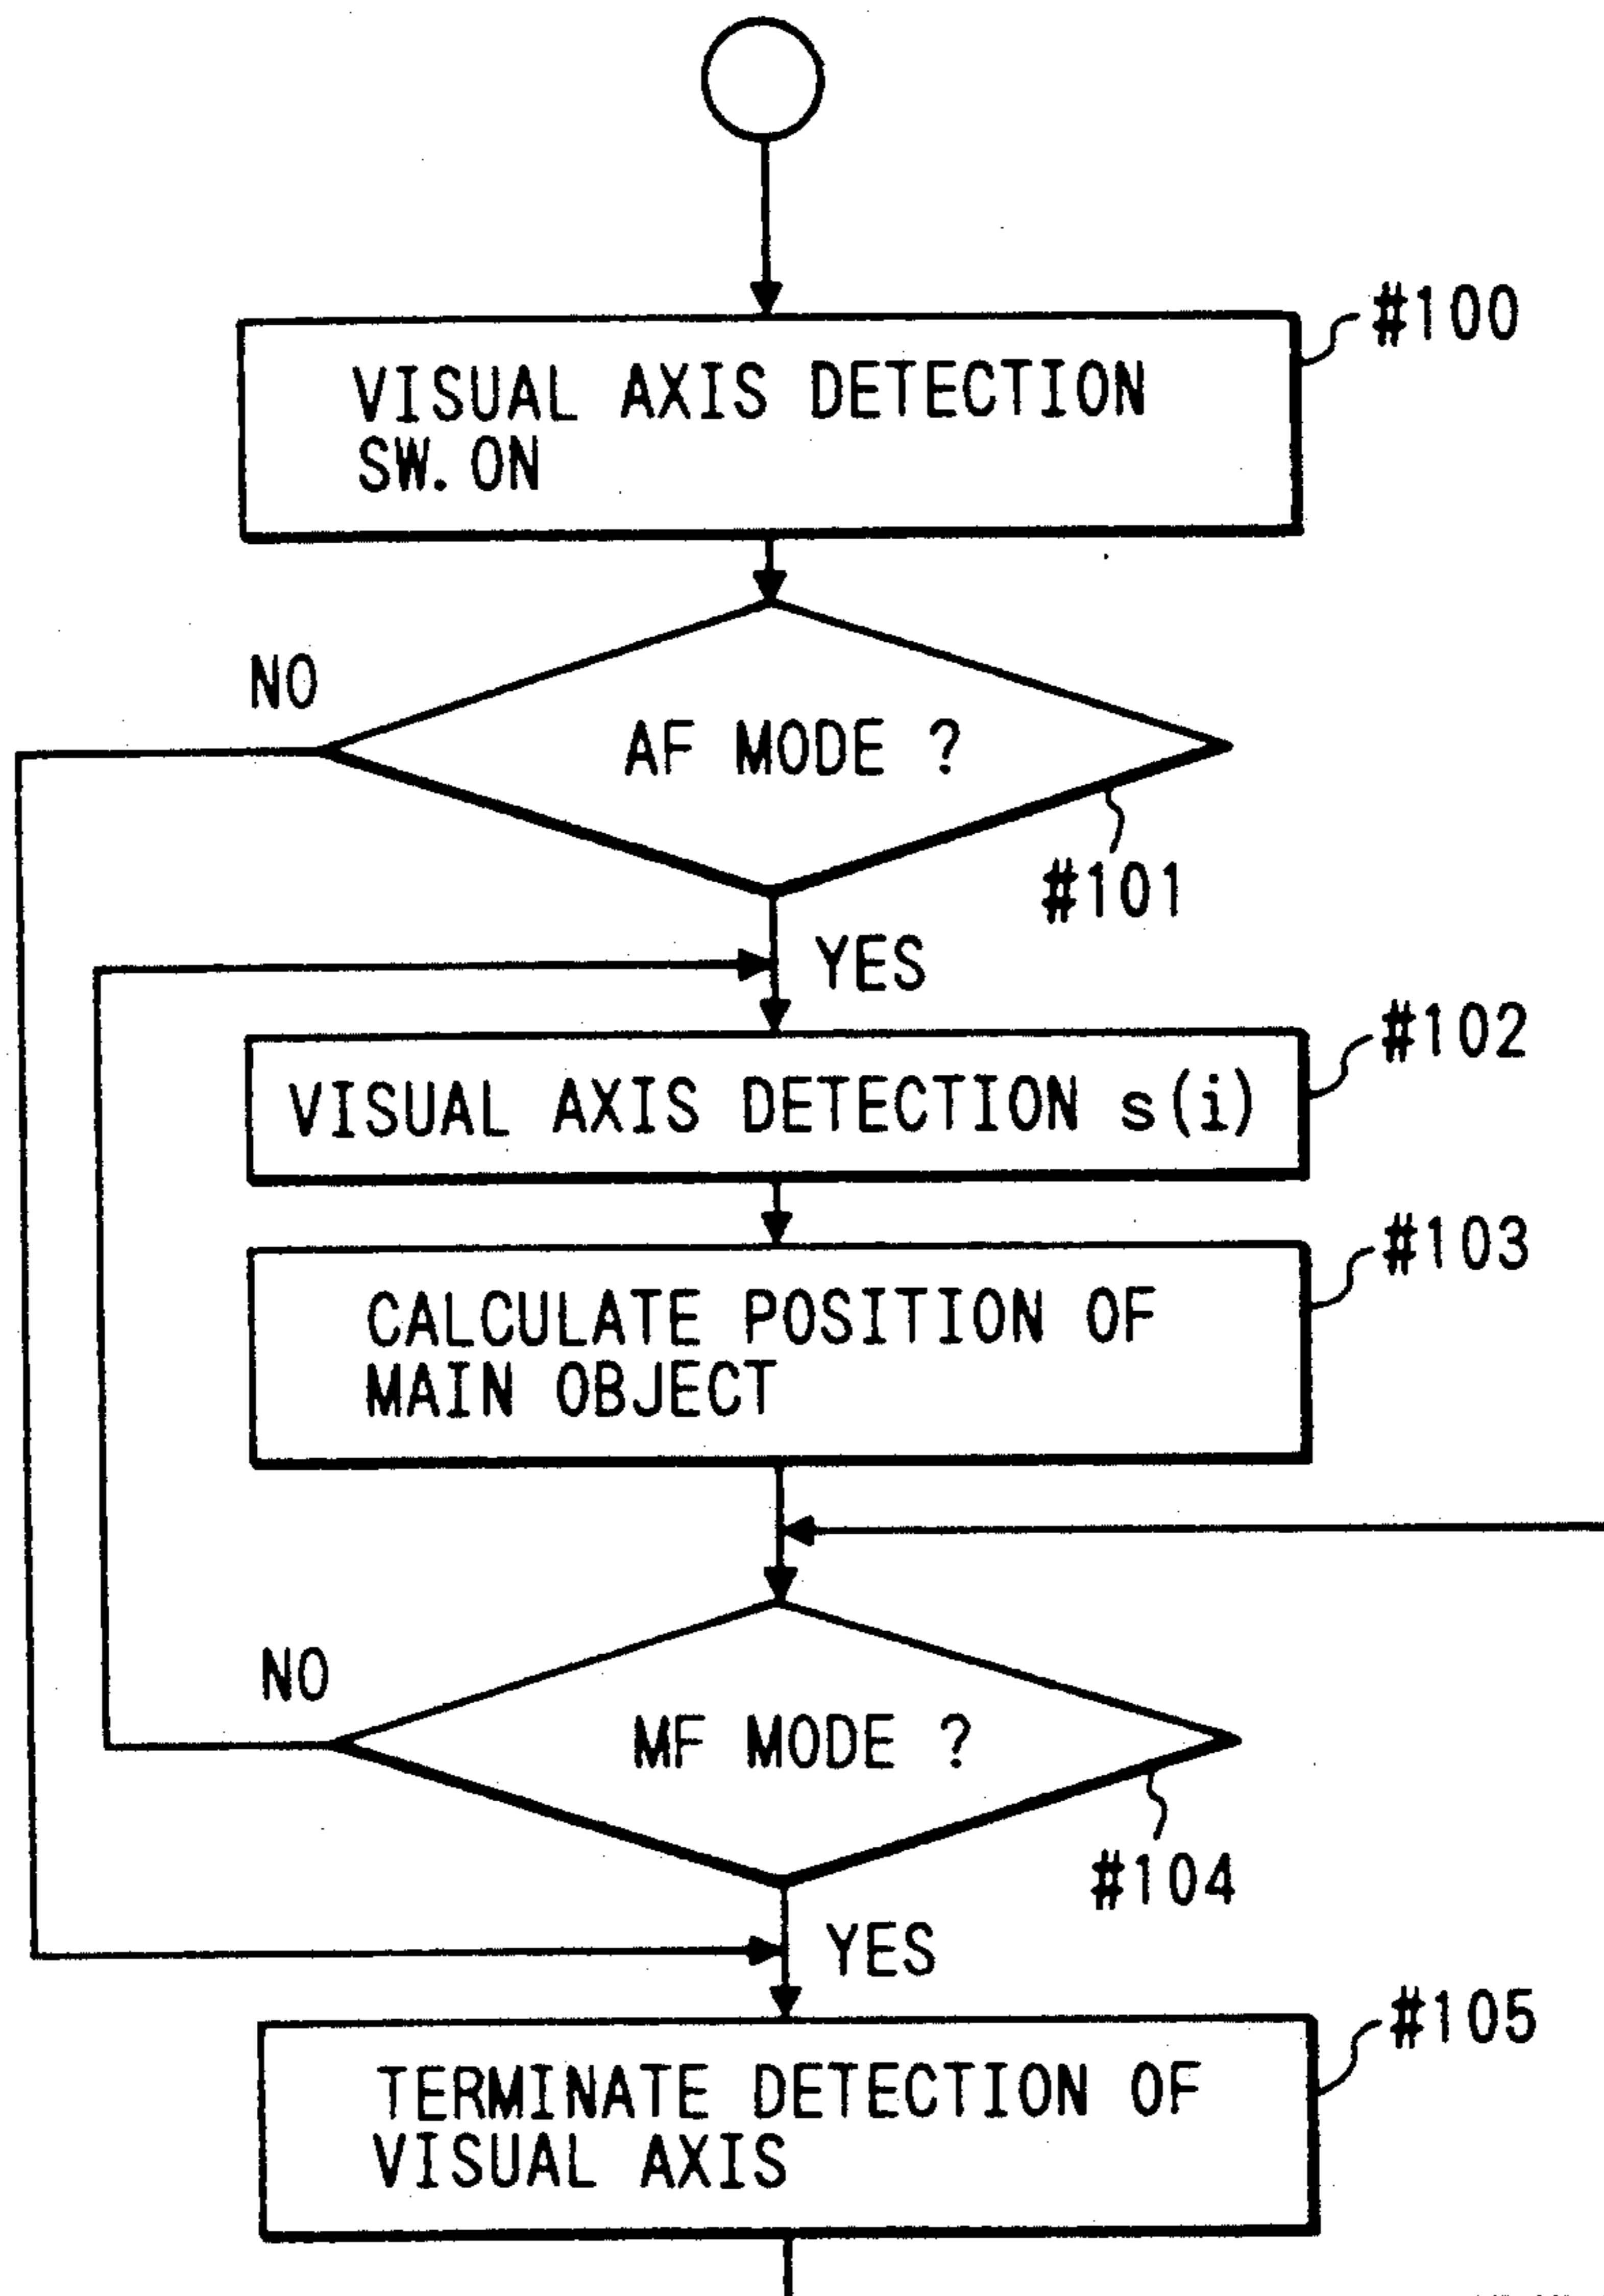 #100
VISUAL AXIS DETECTION
SW. ON
NO
AF MODE ?
#101
YES
#102
VISUAL AXIS DETECTION s(i)
#103
CALCULATE POSITION OF
MAIN OBJECT
NO
MF MODE ?
#104
YES
#105
TERMINATE DETECTION OF
VISUAL AXIS